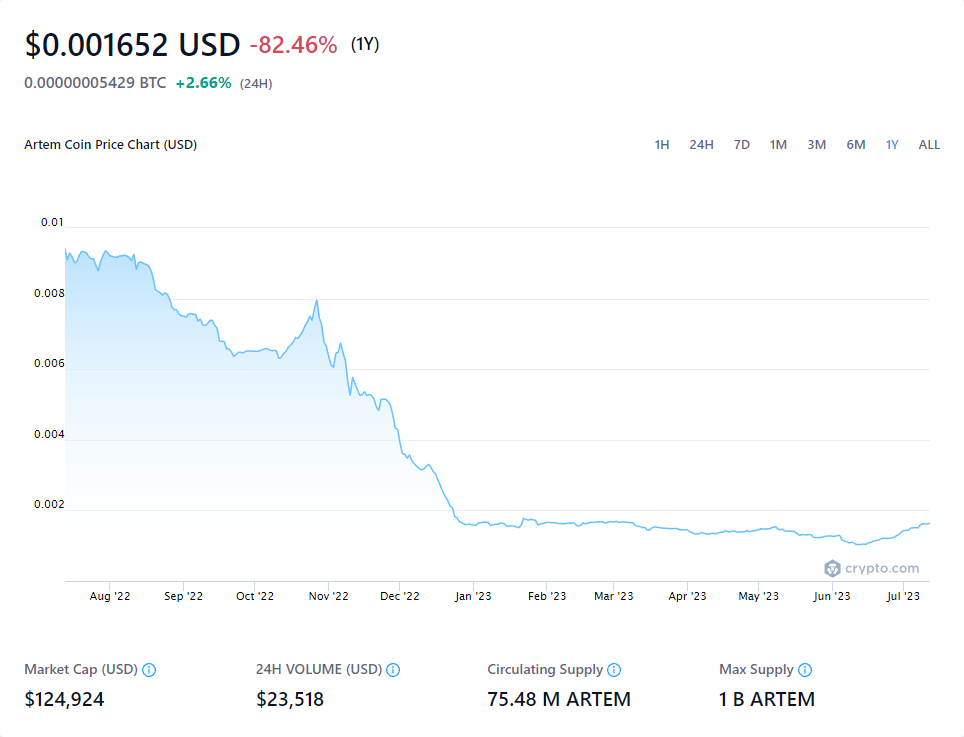 $0.001652 USD -82.46% (1Y)
0.00000005429 BTC +2.66% (24H)
Artem Coin Price Chart (USD) 1H 24H 7D 1M 3M 6M 1Y ALL
0.01
0.008
0.006
0.004
0.002
crypto.com
Aug '22 Sep '22 Oct '22 Nov '22 Dec '22 Jan '23 Feb '23 Mar '23 Apr '23 May '23 Jun '23 Jul '23
Market Cap (USD) 24H VOLUME (USD) Circulating Supply Max Supply
$124,924 $23,518 75.48 M ARTEM 1 B ARTEM